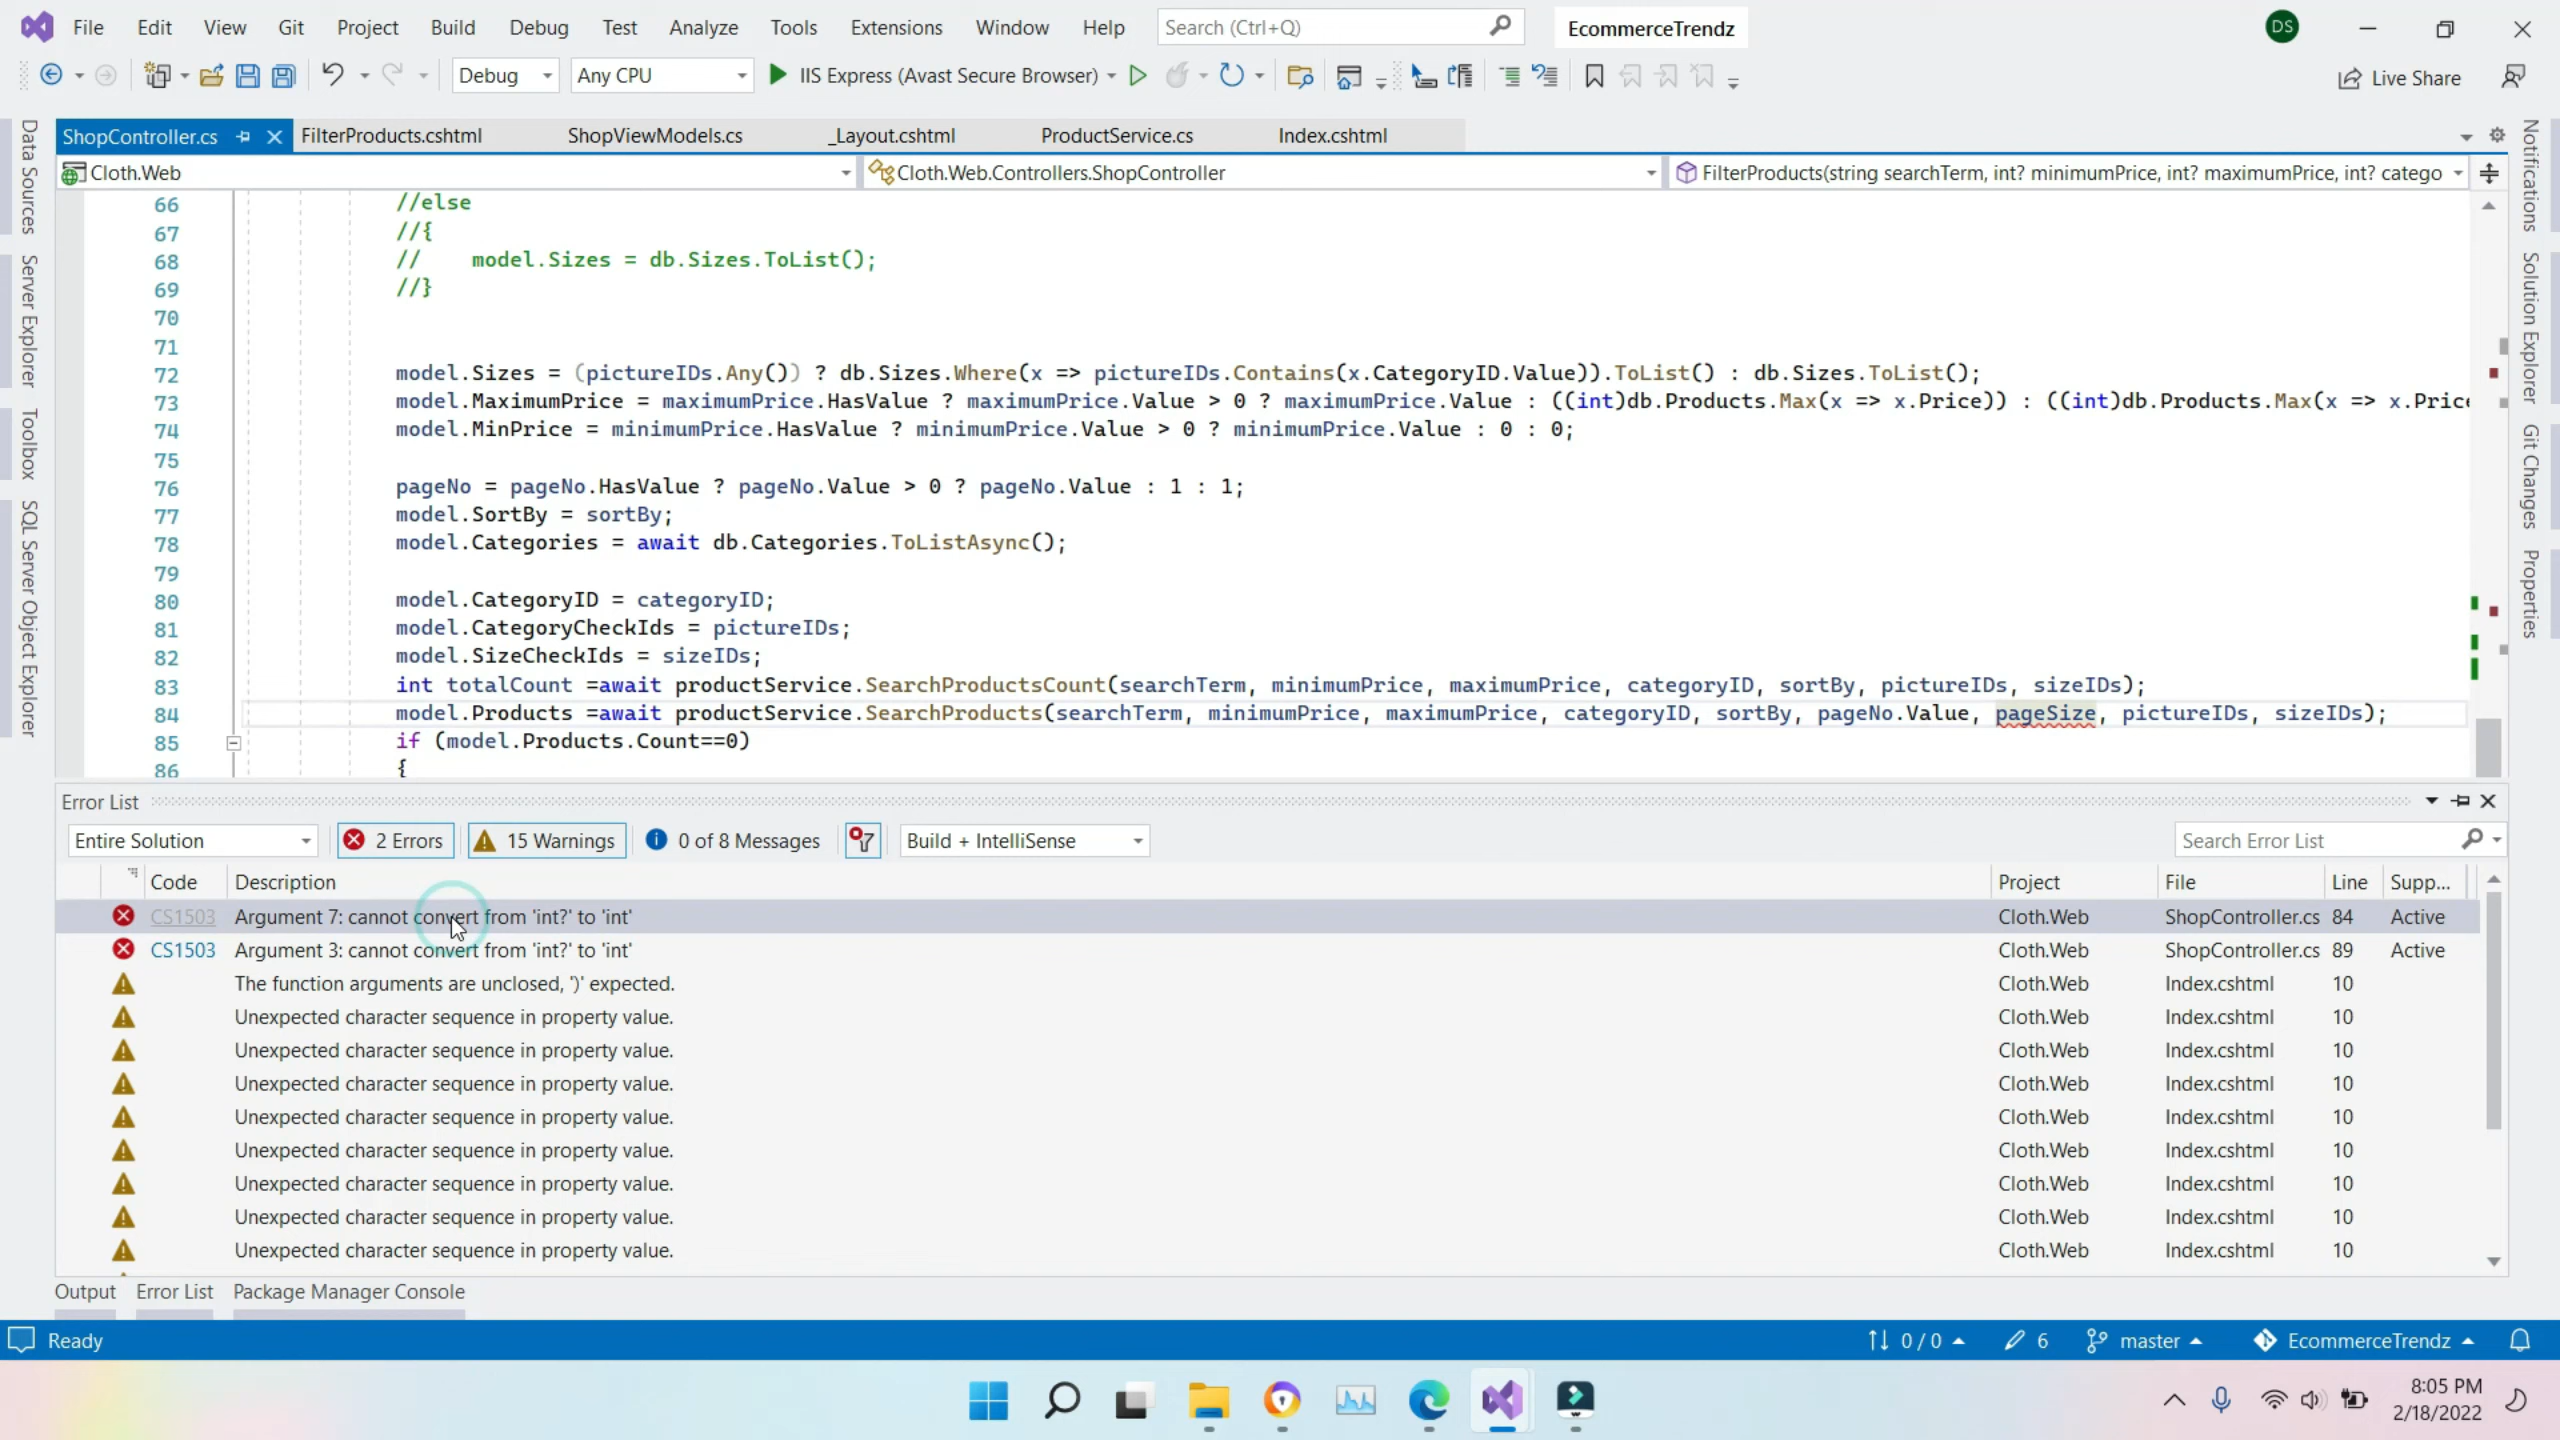 File Edit View Git Project Build Debug Test Analyze Tools Extensions Window Help Search (Ctrl+Q) EcommerceTrendz DS
Debug Any CPU IIS Express (Avast Secure Browser) Live Share
ShopController.cs FilterProducts.cshtml ShopViewModels.cs _Layout.cshtml ProductService.cs Index.cshtml
Cloth.Web Cloth.Web.Controllers.ShopController FilterProducts(string searchTerm, int? minimumPrice, int? maximumPrice, int? catego
Data Sources
Server Explorer
Toolbox
SQL Server Object Explorer
66 //else
67 //{
68 // model.Sizes = db.Sizes.ToList();
69 //}
70
71
72 model.Sizes = (pictureIDs.Any()) ? db.Sizes.Where(x => pictureIDs.Contains(x.CategoryID.Value)).ToList() : db.Sizes.ToList();
73 model.MaximumPrice = maximumPrice.HasValue ? maximumPrice.Value > 0 ? maximumPrice.Value : ((int)db.Products.Max(x => x.Price)) : ((int)db.Products.Max(x => x.Price
74 model.MinPrice = minimumPrice.HasValue ? minimumPrice.Value > 0 ? minimumPrice.Value : 0 : 0;
75
76 pageNo = pageNo.HasValue ? pageNo.Value > 0 ? pageNo.Value : 1 : 1;
77 model.SortBy = sortBy;
78 model.Categories = await db.Categories.ToListAsync();
79
80 model.CategoryID = categoryID;
81 model.CategoryCheckIds = pictureIDs;
82 model.SizeCheckIds = sizeIDs;
83 int totalCount =await productService.SearchProductsCount(searchTerm, minimumPrice, maximumPrice, categoryID, sortBy, pictureIDs, sizeIDs);
84 model.Products =await productService.SearchProducts(searchTerm, minimumPrice, maximumPrice, categoryID, sortBy, pageNo.Value, pageSize, pictureIDs, sizeIDs);
85 if (model.Products.Count==0)
86 {
Notifications
Solution Explorer
Git Changes
Properties
Error List
Entire Solution 2 Errors 15 Warnings 0 of 8 Messages Build + IntelliSense Search Error List
Code Description Project File Line Supp...
CS1503 Argument 7: cannot convert from 'int?' to 'int' Cloth.Web ShopController.cs 84 Active
CS1503 Argument 3: cannot convert from 'int?' to 'int' Cloth.Web ShopController.cs 89 Active
The function arguments are unclosed, ')' expected. Cloth.Web Index.cshtml 10
Unexpected character sequence in property value. Cloth.Web Index.cshtml 10
Unexpected character sequence in property value. Cloth.Web Index.cshtml 10
Unexpected character sequence in property value. Cloth.Web Index.cshtml 10
Unexpected character sequence in property value. Cloth.Web Index.cshtml 10
Unexpected character sequence in property value. Cloth.Web Index.cshtml 10
Unexpected character sequence in property value. Cloth.Web Index.cshtml 10
Unexpected character sequence in property value. Cloth.Web Index.cshtml 10
Unexpected character sequence in property value. Cloth.Web Index.cshtml 10
Output Error List Package Manager Console
Ready 0 / 0 6 master EcommerceTrendz
8:05 PM
2/18/2022